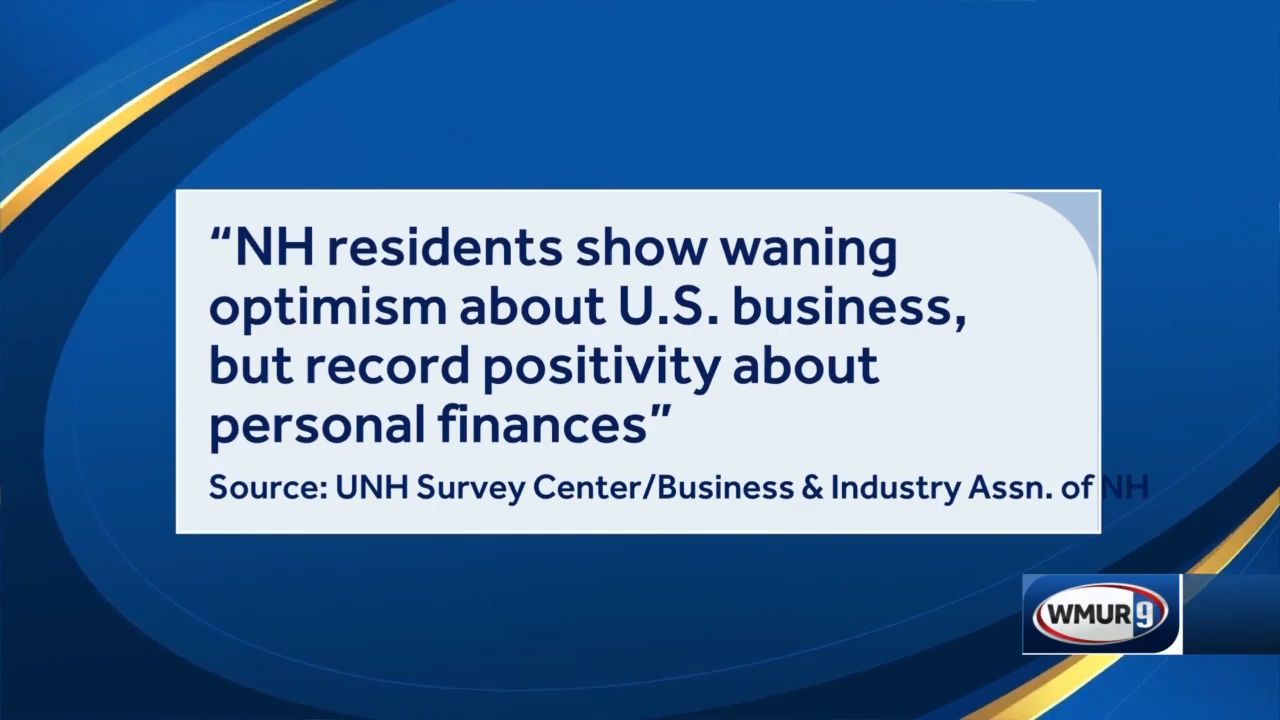 “NH residents show waning
optimism about U.S. business,
but record positivity about
personal finances”
Source: UNH Survey Center/Business & Industry Assn. of NH
WMUR9